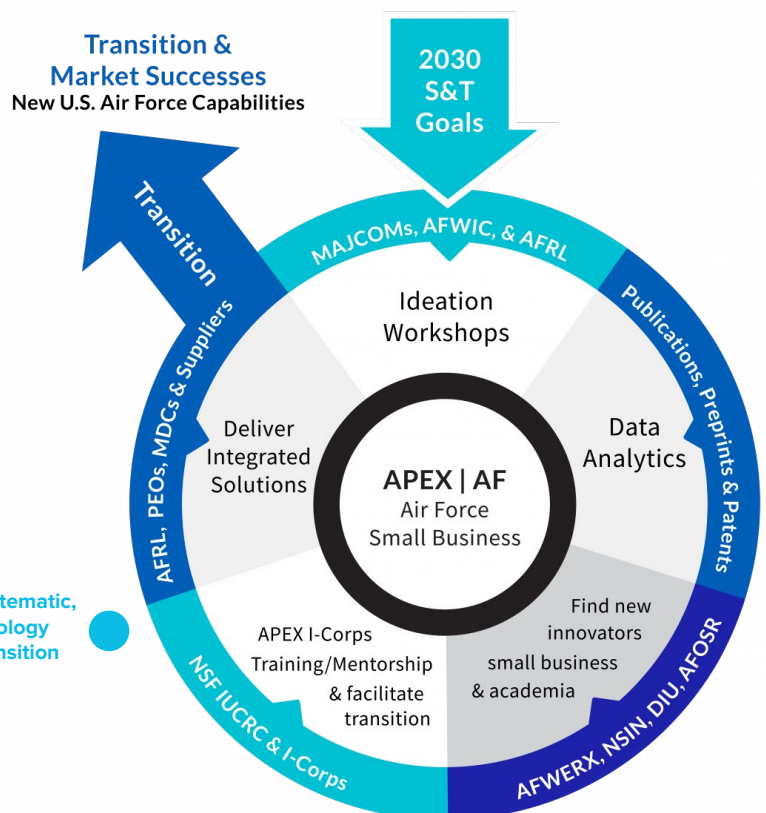 Transition &
Market Successes
New U.S. Air Force Capabilities
2030
S&T
Goals
Transition
MAJCOMs, AFWIC, & AFRL
Ideation
Workshops
Publications, Preprints & Patents
Data
Analytics
AFRL, PEOs, MDCs & Suppliers
Deliver
Integrated
Solutions
APEX | AF
Air Force
Small Business
Find new
innovators
small business
& academia
AFWERX, NSIN, DIU, AFOSR
APEX I-Corps
Training/Mentorship
& facilitate
transition
NSF IUCRC & I-Corps